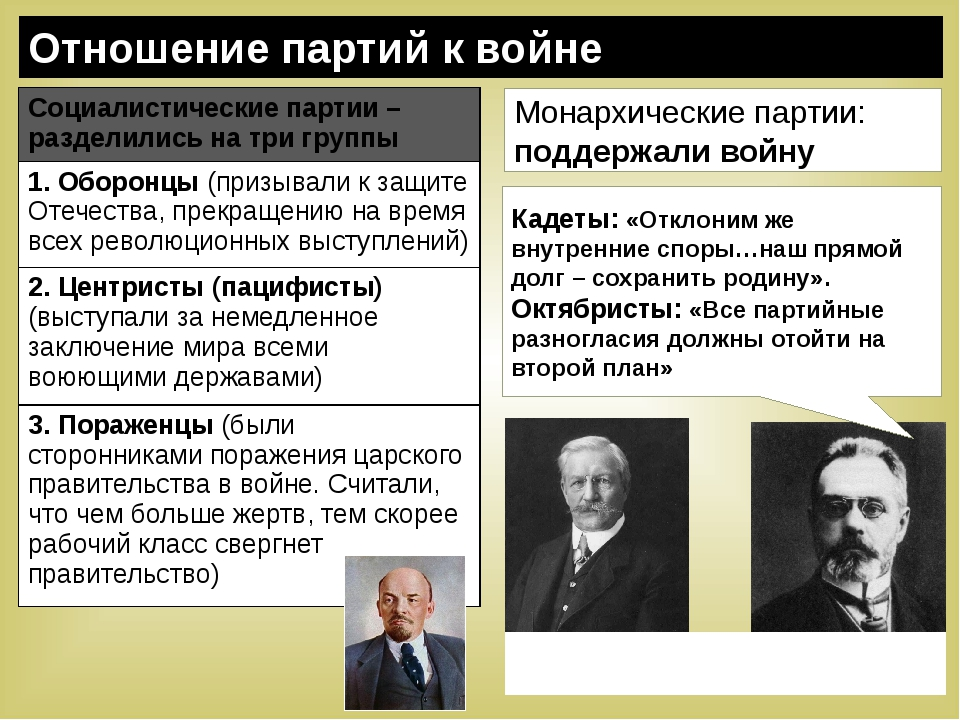 Отношение партий к войне
Социалистические партии –
разделились на три группы
1. Оборонцы (призывали к защите
Отечества, прекращению на время
всех революционных выступлений)
2. Центристы (пацифисты)
(выступали за немедленное
заключение мира всеми
воюющими державами)
3. Пораженцы (были
сторонниками поражения царского
правительства в войне. Считали,
что чем больше жертв, тем скорее
рабочий класс свергнет
правительство)
Монархические партии:
поддержали войну
Кадеты: «Отклоним же
внутренние споры…наш прямой
долг – сохранить родину».
Октябристы: «Все партийные
разногласия должны отойти на
второй план»